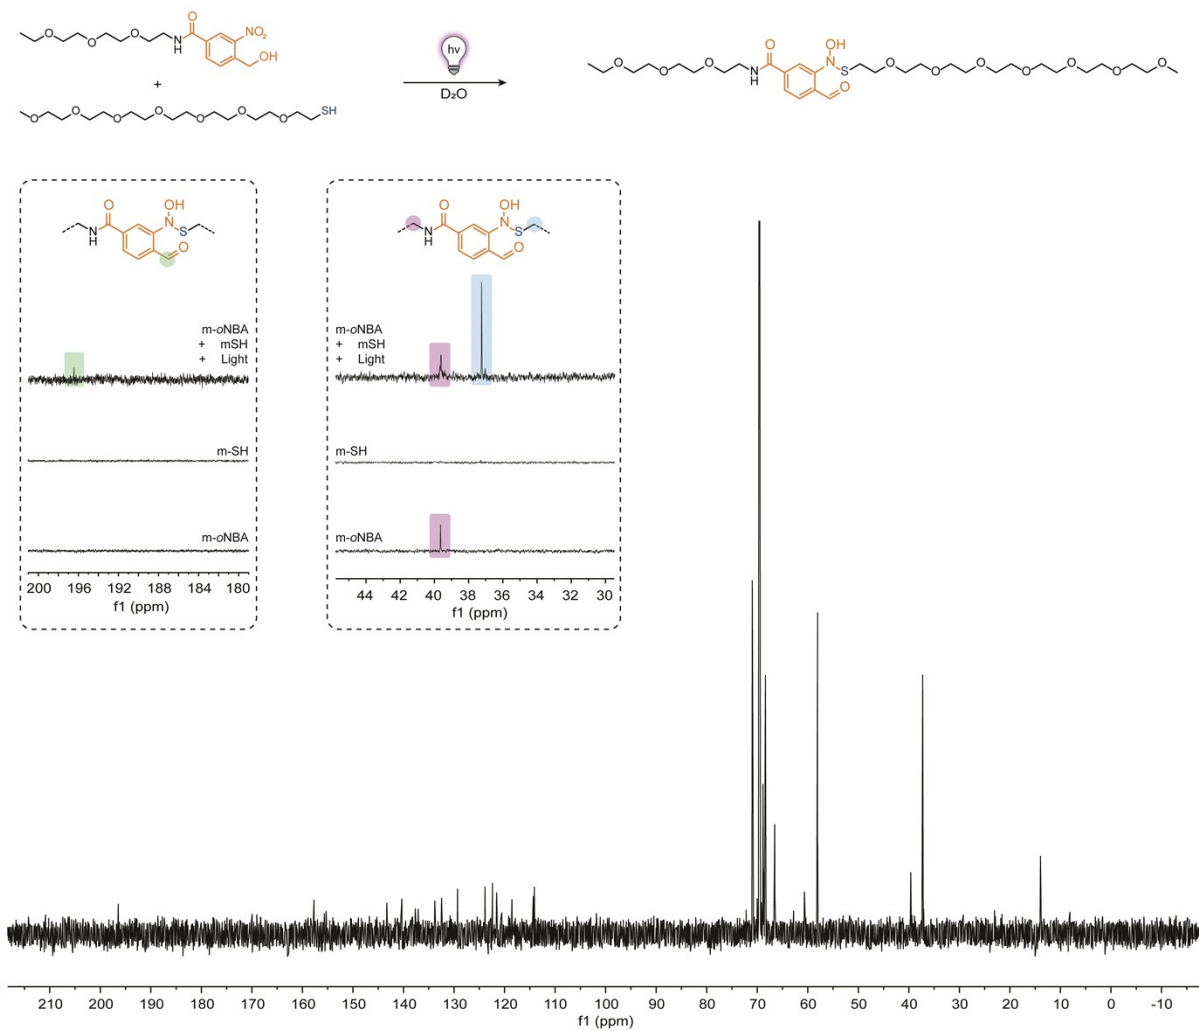 O
O
O
N
H
O
NO₂
OH
+
O
O
O
O
O
O
O
SH
hv
D₂O
O
O
O
N
H
O
OH
N
S
O
O
O
O
O
O
O
O
N
H
O
OH
N
S
O
m-oNBA
+ mSH
+ Light
m-SH
m-oNBA
200 196 192 188 184 180
f1 (ppm)
N
H
O
OH
N
S
O
m-oNBA
+ mSH
+ Light
m-SH
m-oNBA
44 42 40 38 36 34 32 30
f1 (ppm)
210 200 190 180 170 160 150 140 130 120 110 100 90 80 70 60 50 40 30 20 10 0 -10
f1 (ppm)